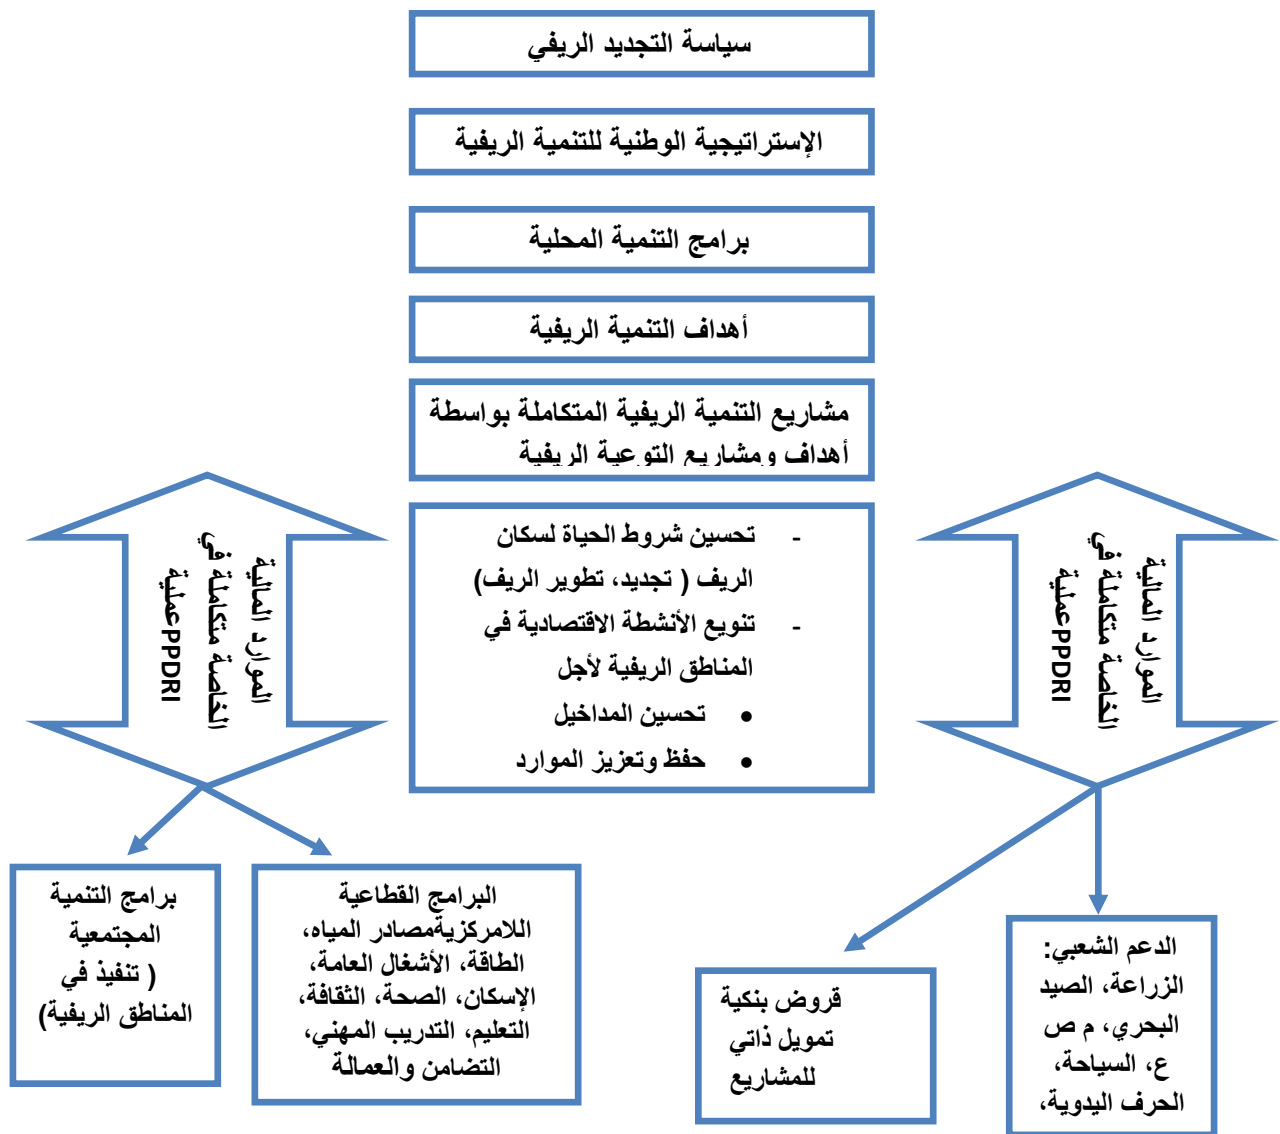 سياسة التجديد الريفي
الإستراتيجية الوطنية للتنمية الريفية
برامج التنمية المحلية
أهداف التنمية الريفية
مشاريع التنمية الريفية المتكاملة بواسطة
أهداف ومشاريع التوعية الريفية
- تحسين شروط الحياة لسكان
الريف ( تجديد، تطوير الريف)
- تنويع الأنشطة الاقتصادية في
المناطق الريفية لأجل
• تحسين المداخيل
• حفظ وتعزيز الموارد
الموارد المالية
الخاصة متكاملة في
عملية PPDRI
الموارد المالية
الخاصة متكاملة في
عملية PPDRI
الدعم الشعبي:
الزراعة، الصيد
البحري، م ص
ع، السياحة،
الحرف اليدوية،
قروض بنكية
تمويل ذاتي
للمشاريع
البرامج القطاعية
اللامركزيةمصادر المياه،
الطاقة، الأشغال العامة،
الإسكان، الصحة، الثقافة،
التعليم، التدريب المهني،
التضامن والعمالة
برامج التنمية
المجتمعية
( تنفيذ في
المناطق الريفية)